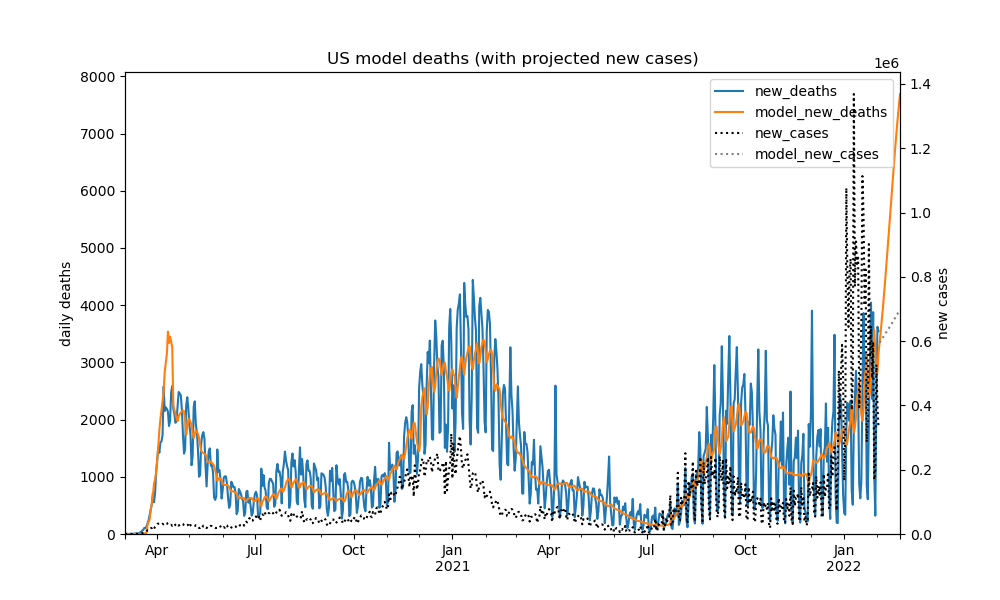 US model deaths (with projected new cases)
1e6
8000
7000
6000
5000
4000
3000
2000
1000
0
daily deaths
new_deaths
model_new_deaths
new_cases
model_new_cases
1.4
1.2
1.0
0.8
0.6
0.4
0.2
0.0
new cases
Apr
Jul
Oct
Jan
2021
Apr
Jul
Oct
Jan
2022